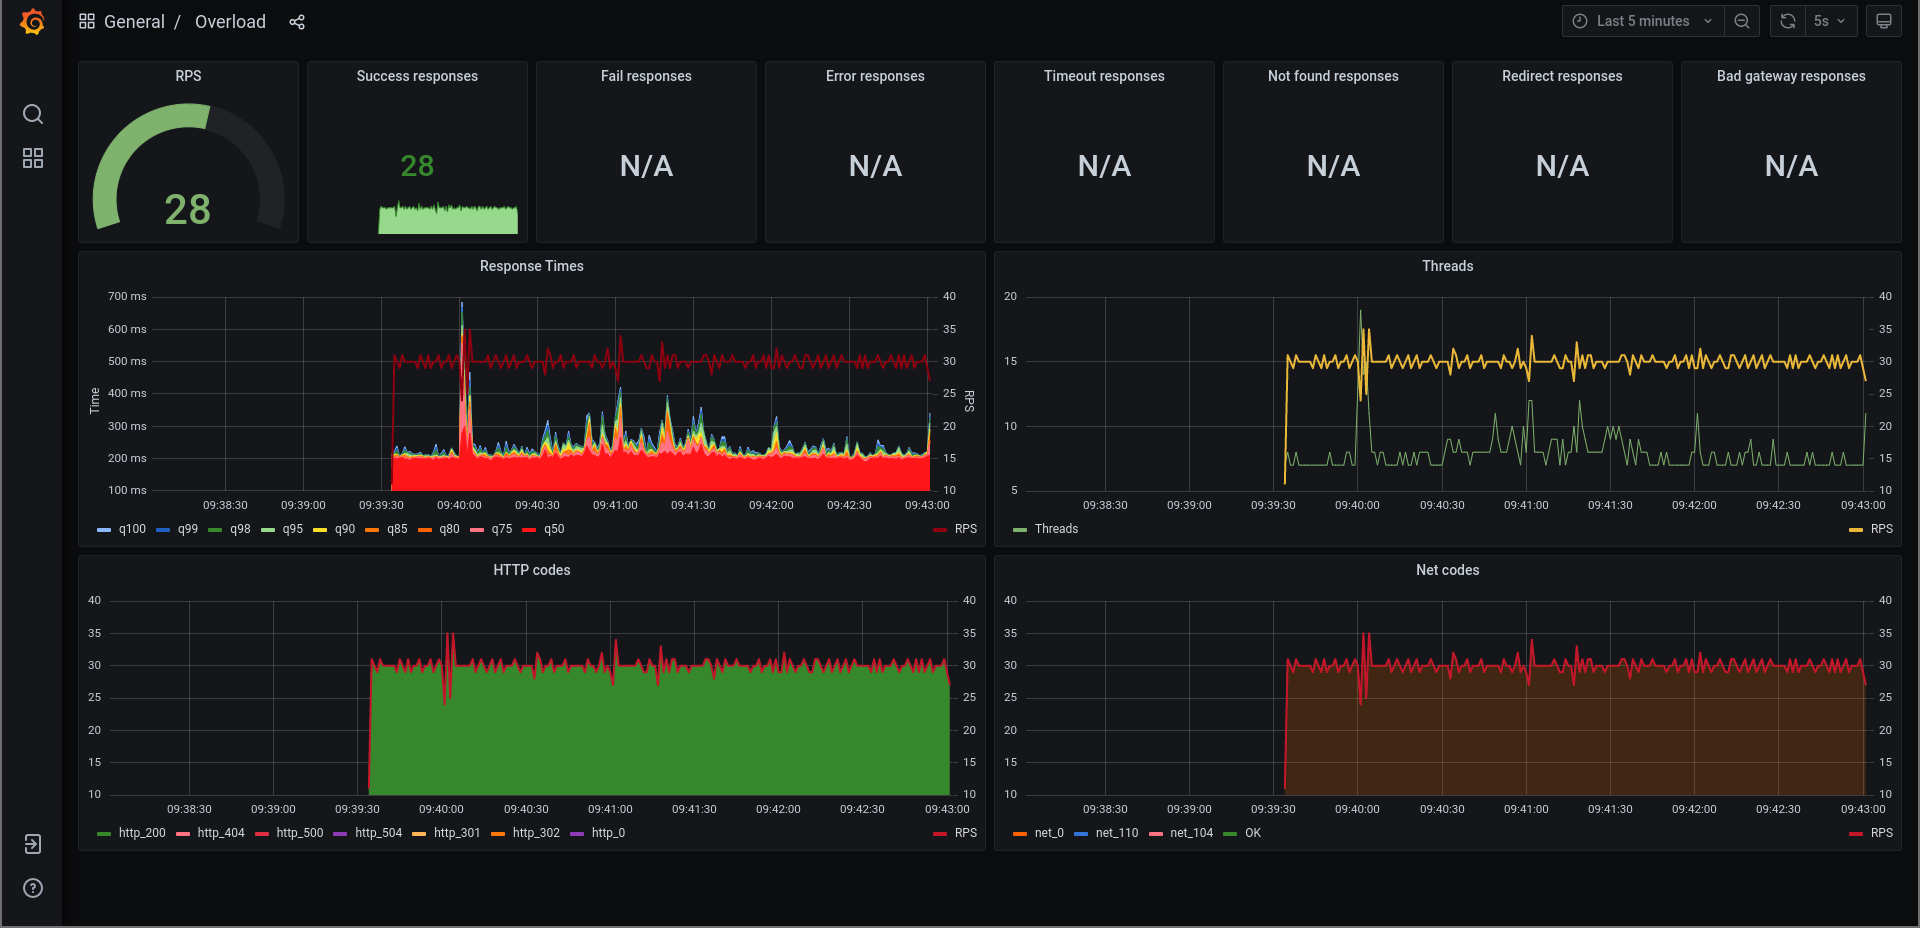 General / Overload
Last 5 minutes
5s
RPS
28
Success responses
28
Fail responses
N/A
Error responses
N/A
Timeout responses
N/A
Not found responses
N/A
Redirect responses
N/A
Bad gateway responses
N/A
Response Times
700 ms
600 ms
500 ms
400 ms
300 ms
200 ms
100 ms
Time
40
35
30
25
20
15
10
RPS
09:38:30 09:39:00 09:39:30 09:40:00 09:40:30 09:41:00 09:41:30 09:42:00 09:42:30 09:43:00
q100 q99 q98 q95 q90 q85 q80 q75 q50 RPS
Threads
20
15
10
5
40
35
30
25
20
15
10
09:38:30 09:39:00 09:39:30 09:40:00 09:40:30 09:41:00 09:41:30 09:42:00 09:42:30 09:43:00
Threads RPS
HTTP codes
40
35
30
25
20
15
10
40
35
30
25
20
15
10
09:38:30 09:39:00 09:39:30 09:40:00 09:40:30 09:41:00 09:41:30 09:42:00 09:42:30 09:43:00
http_200 http_404 http_500 http_504 http_301 http_302 http_0 RPS
Net codes
40
35
30
25
20
15
10
40
35
30
25
20
15
10
09:38:30 09:39:00 09:39:30 09:40:00 09:40:30 09:41:00 09:41:30 09:42:00 09:42:30 09:43:00
net_0 net_110 net_104 OK RPS